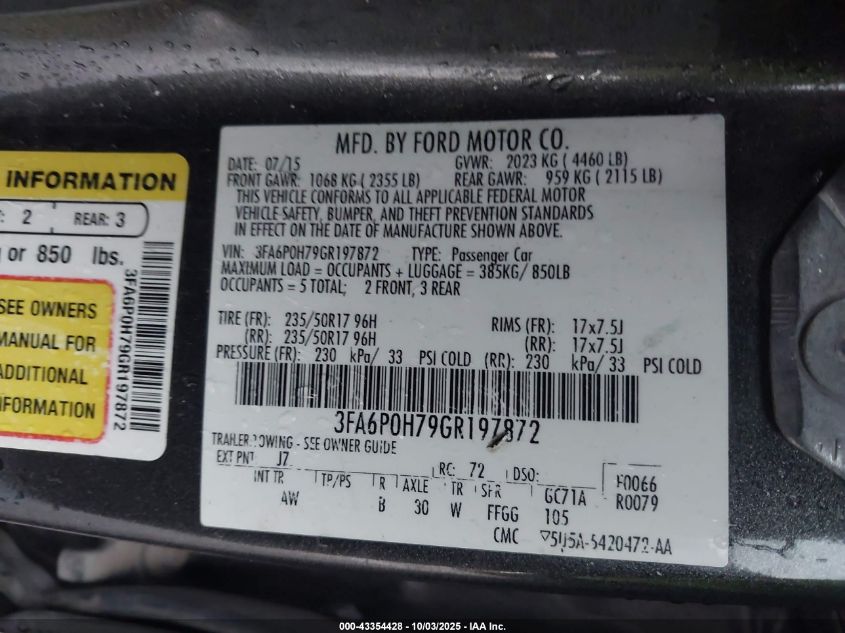 INFORMATION
: 2 REAR: 3
or 850 lbs.
SEE OWNERS
MANUAL FOR
ADDITIONAL
INFORMATION
3FA6P0H79GR197872
MFD. BY FORD MOTOR CO.
DATE: 07/15 GVWR: 2023 KG ( 4460 LB)
FRONT GAWR: 1068 KG ( 2355 LB) REAR GAWR: 959 KG ( 2115 LB)
THIS VEHICLE CONFORMS TO ALL APPLICABLE FEDERAL MOTOR
VEHICLE SAFETY, BUMPER, AND THEFT PREVENTION STANDARDS
IN EFFECT ON THE DATE OF MANUFACTURE SHOWN ABOVE.
VIN: 3FA6P0H79GR197872 TYPE: Passenger Car
MAXIMUM LOAD = OCCUPANTS + LUGGAGE = 385KG/ 850LB
OCCUPANTS = 5 TOTAL; 2 FRONT, 3 REAR
TIRE (FR): 235/50R17 96H RIMS (FR): 17x7.5J
(RR): 235/50R17 96H (RR): 17x7.5J
PRESSURE (FR): 230 kPa/ 33 PSI COLD (RR): 230 kPa/ 33 PSI COLD
3FA6P0H79GR197872
TRAILER TOWING - SEE OWNER GUIDE
EXT PNT J7 RC: 72 DSO: F0066
INT TR TP/PS R AXLE TR SPR GC71A R0079
4W B 30 W FFGG 105
CMC 5U5A-5420472-AA
000-43354428 - 10/03/2025 - IAA Inc.